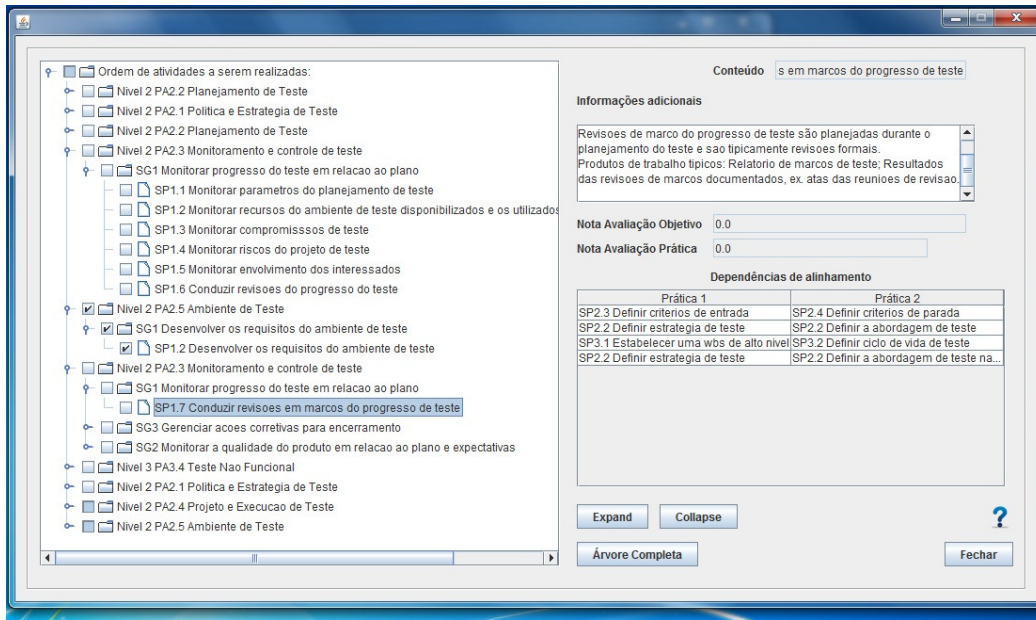 Ordem de atividades a serem realizadas:
Nivel 2 PA2.2 Planejamento de Teste
Nivel 2 PA2.1 Politica e Estrategia de Teste
Nivel 2 PA2.2 Planejamento de Teste
Nivel 2 PA2.3 Monitoramento e controle de teste
SG1 Monitorar progresso do teste em relacao ao plano
SP1.1 Monitorar parametros do planejamento de teste
SP1.2 Monitorar recursos do ambiente de teste disponibilizados e os utilizados
SP1.3 Monitorar compromisssos de teste
SP1.4 Monitorar riscos do projeto de teste
SP1.5 Monitorar envolvimento dos interessados
SP1.6 Conduzir revisoes do progresso do teste
Nivel 2 PA2.5 Ambiente de Teste
SG1 Desenvolver os requisitos do ambiente de teste
SP1.2 Desenvolver os requisitos do ambiente de teste
Nivel 2 PA2.3 Monitoramento e controle de teste
SG1 Monitorar progresso do teste em relacao ao plano
SP1.7 Conduzir revisoes em marcos do progresso de teste
SG3 Gerenciar acoes corretivas para encerramento
SG2 Monitorar a qualidade do produto em relacao ao plano e expectativas
Nivel 3 PA3.4 Teste Nao Funcional
Nivel 2 PA2.1 Politica e Estrategia de Teste
Nivel 2 PA2.4 Projeto e Execucao de Teste
Nivel 2 PA2.5 Ambiente de Teste
Conteúdo s em marcos do progresso de teste
Informações adicionais
Revisoes de marco do progresso de teste são planejadas durante o
planejamento do teste e sao tipicamente revisoes formais.
Produtos de trabalho tipicos: Relatorio de marcos de teste; Resultados
das revisoes de marcos documentados, ex. atas das reunioes de revisao.
Nota Avaliação Objetivo 0.0
Nota Avaliação Prática 0.0
Dependências de alinhamento
Prática 1 Prática 2
SP2.3 Definir criterios de entrada SP2.4 Definir criterios de parada
SP2.2 Definir estrategia de teste SP2.2 Definir a abordagem de teste
SP3.1 Estabelecer uma wbs de alto nivel SP3.2 Definir ciclo de vida de teste
SP2.2 Definir estrategia de teste SP2.2 Definir a abordagem de teste na...
Expand Collapse ?
Árvore Completa Fechar